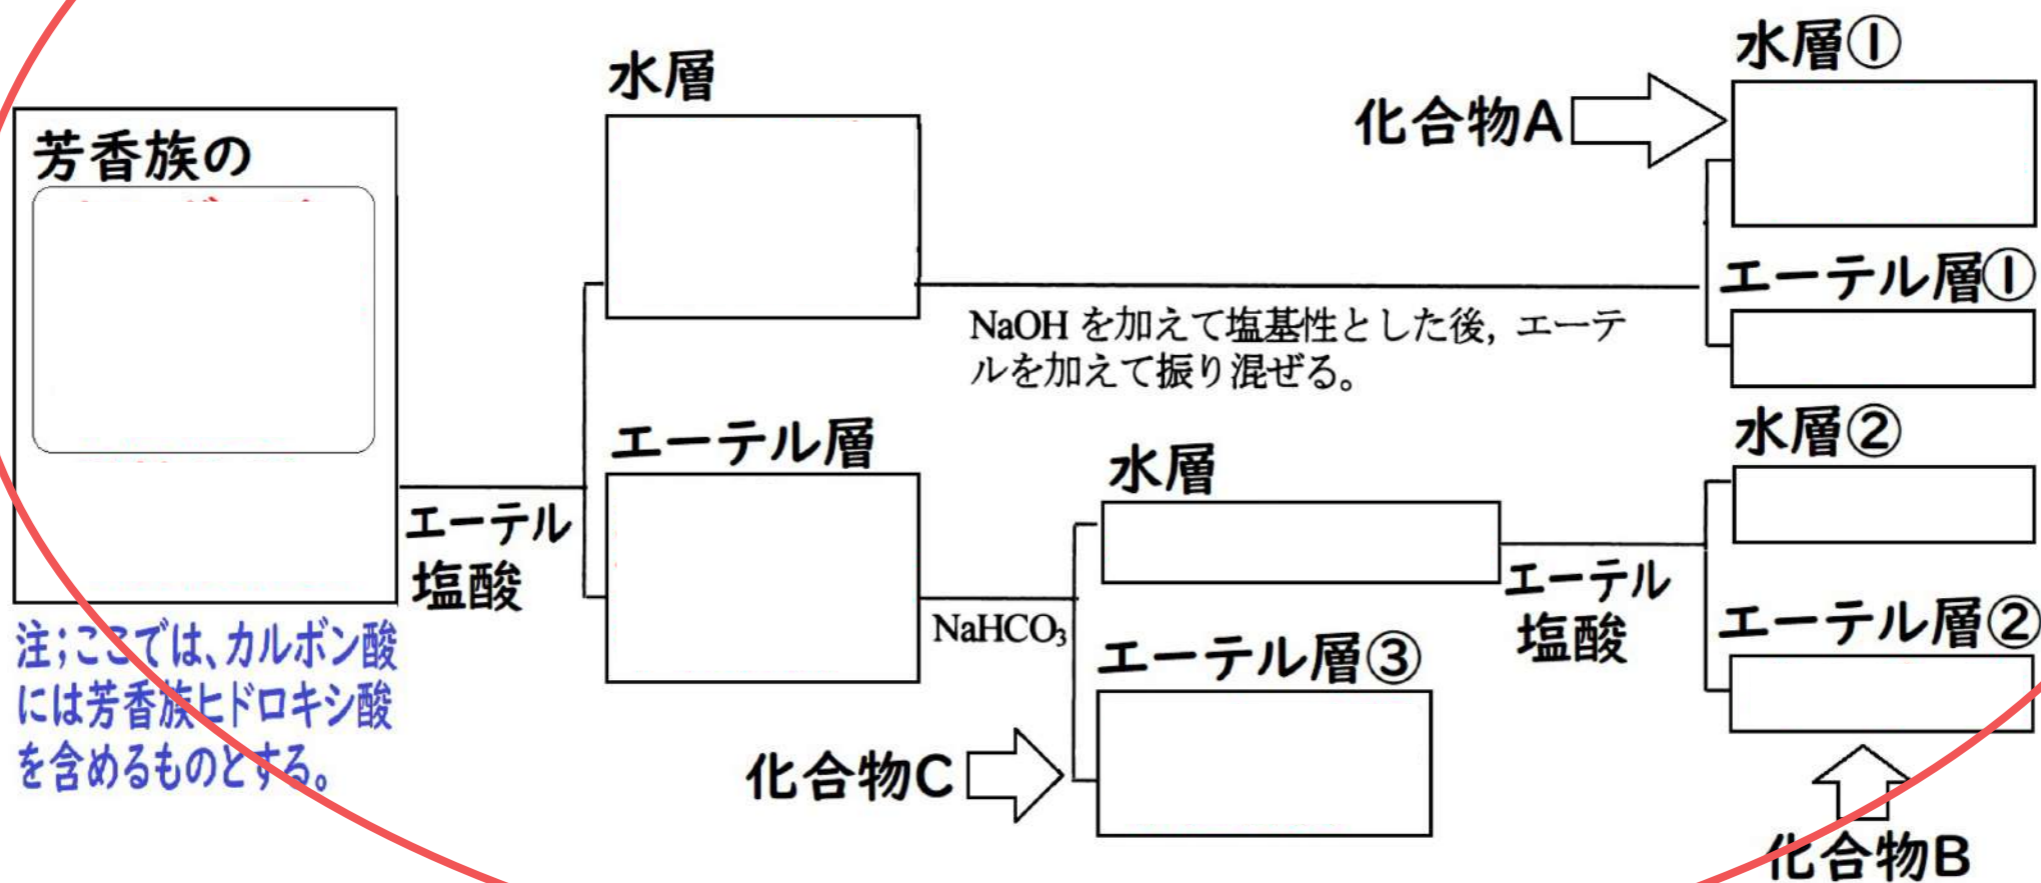 芳香族の
注;ここでは、カルボン酸
には芳香族ヒドロキシ酸
を含めるものとする。
エーテル
塩酸
水層
エーテル層
NaOH を加えて塩基性とした後, エーテ
ルを加えて振り混ぜる。
NaHCO₃
水層
エーテル層③
化合物C
エーテル
塩酸
化合物A
水層①
エーテル層①
水層②
エーテル層②
化合物B